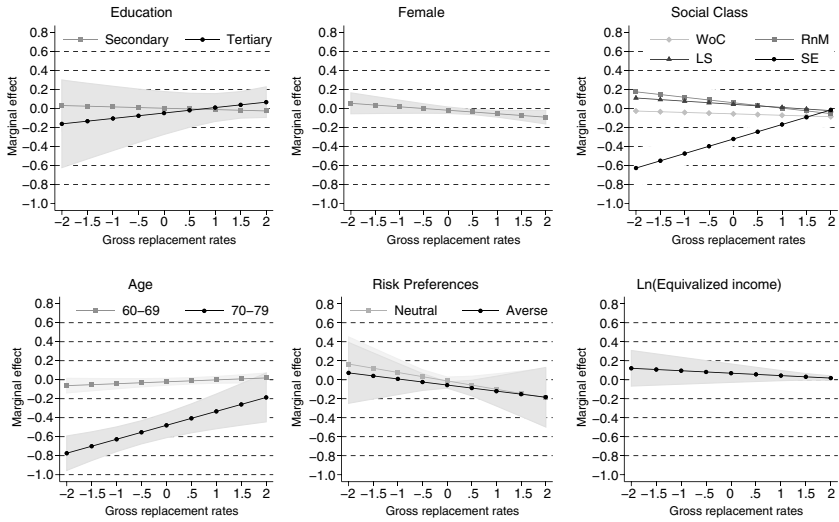 Education
Secondary Tertiary
0.8
0.6
0.4
0.2
0.0
−0.2
−0.4
−0.6
−0.8
−1.0
Marginal effect
−2 −1.5 −1 −.5 0 .5 1 1.5 2
Gross replacement rates
Female
0.8
0.6
0.4
0.2
0.0
−0.2
−0.4
−0.6
−0.8
−1.0
Marginal effect
−2 −1.5 −1 −.5 0 .5 1 1.5 2
Gross replacement rates
Social Class
WoC RnM
LS SE
0.8
0.6
0.4
0.2
0.0
−0.2
−0.4
−0.6
−0.8
−1.0
Marginal effect
−2 −1.5 −1 −.5 0 .5 1 1.5 2
Gross replacement rates
Age
60−69 70−79
0.8
0.6
0.4
0.2
0.0
−0.2
−0.4
−0.6
−0.8
−1.0
Marginal effect
−2 −1.5 −1 −.5 0 .5 1 1.5 2
Gross replacement rates
Risk Preferences
Neutral Averse
0.8
0.6
0.4
0.2
0.0
−0.2
−0.4
−0.6
−0.8
−1.0
Marginal effect
−2 −1.5 −1 −.5 0 .5 1 1.5 2
Gross replacement rates
Ln(Equivalized income)
0.8
0.6
0.4
0.2
0.0
−0.2
−0.4
−0.6
−0.8
−1.0
Marginal effect
−2 −1.5 −1 −.5 0 .5 1 1.5 2
Gross replacement rates